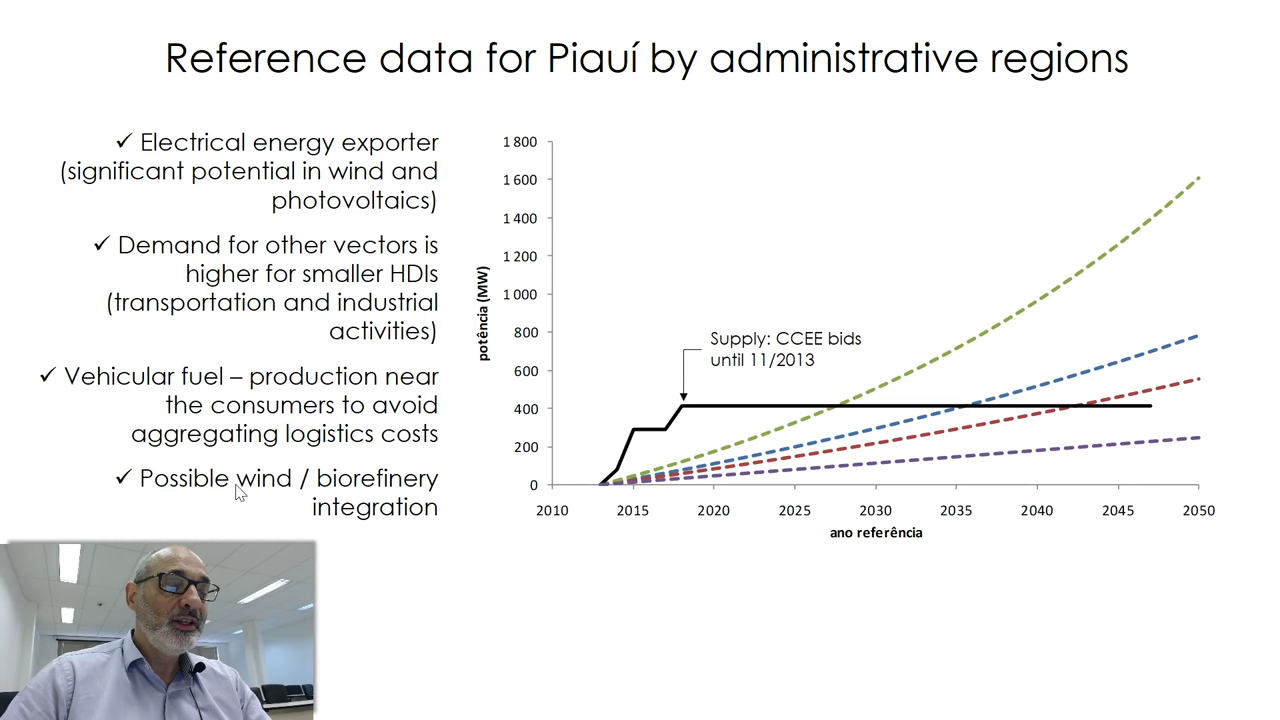 Reference data for Piauí by administrative regions
✓ Electrical energy exporter
(significant potential in wind and
photovoltaics)
✓ Demand for other vectors is
higher for smaller HDIs
(transportation and industrial
activities)
✓ Vehicular fuel – production near
the consumers to avoid
aggregating logistics costs
✓ Possible wind / biorefinery
integration
potência (MW)
1 800
1 600
1 400
1 200
1 000
800
600
400
200
0
Supply: CCEE bids
until 11/2013
2010 2015 2020 2025 2030 2035 2040 2045 2050
ano referência